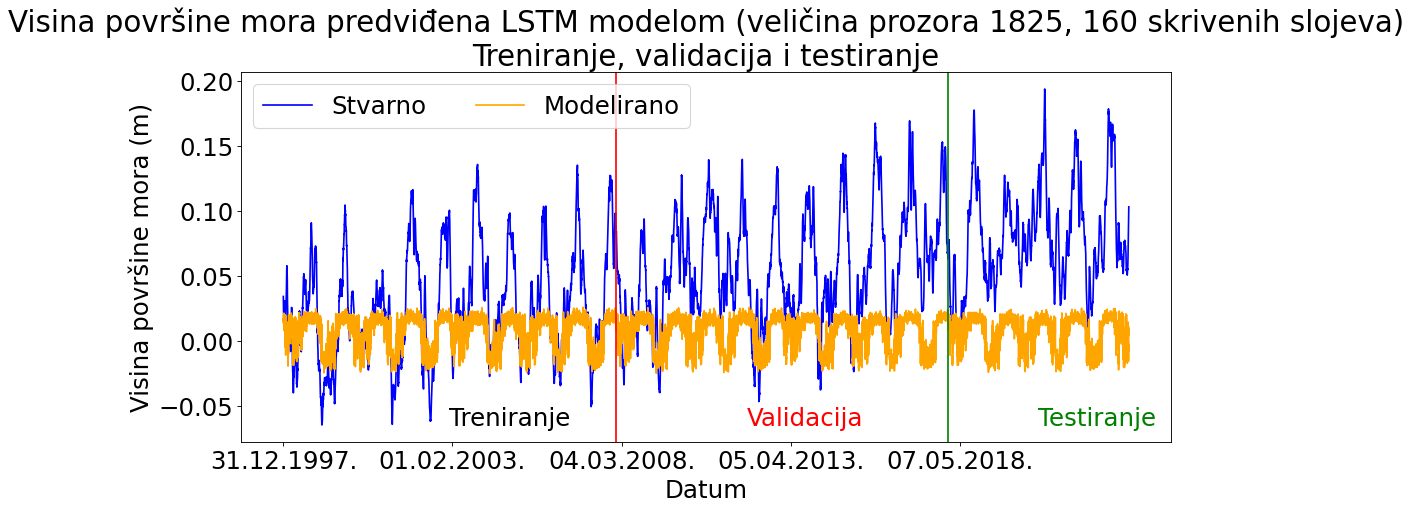 Visina površine mora predviđena LSTM modelom (veličina prozora 1825, 160 skrivenih slojeva)
Treniranje, validacija i testiranje
Stvarno Modelirano
Visina površine mora (m)
0.20
0.15
0.10
0.05
0.00
−0.05
Treniranje Validacija Testiranje
31.12.1997. 01.02.2003. 04.03.2008. 05.04.2013. 07.05.2018.
Datum